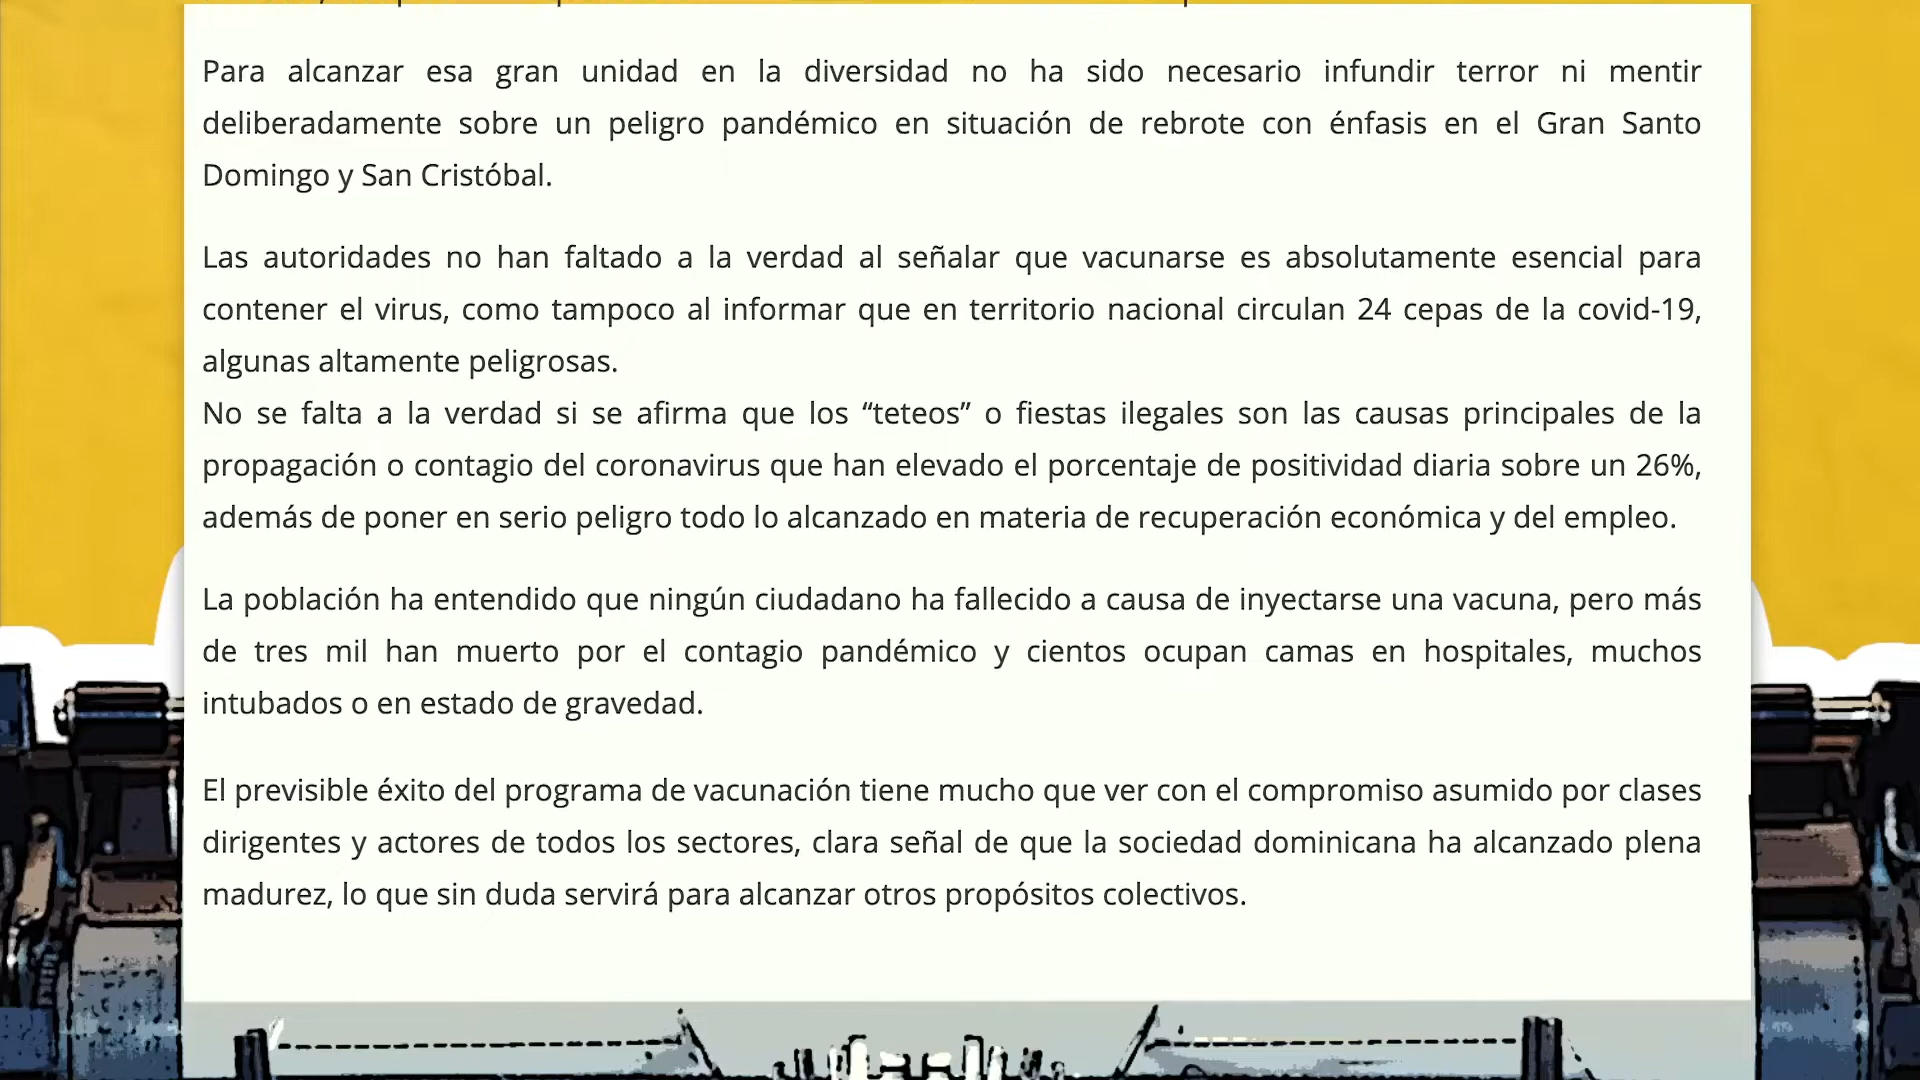 Para alcanzar esa gran unidad en la diversidad no ha sido necesario infundir terror ni mentir
deliberadamente sobre un peligro pandémico en situación de rebrote con énfasis en el Gran Santo
Domingo y San Cristóbal.
Las autoridades no han faltado a la verdad al señalar que vacunarse es absolutamente esencial para
contener el virus, como tampoco al informar que en territorio nacional circulan 24 cepas de la covid-19,
algunas altamente peligrosas.
No se falta a la verdad si se afirma que los “teteos” o fiestas ilegales son las causas principales de la
propagación o contagio del coronavirus que han elevado el porcentaje de positividad diaria sobre un 26%,
además de poner en serio peligro todo lo alcanzado en materia de recuperación económica y del empleo.
La población ha entendido que ningún ciudadano ha fallecido a causa de inyectarse una vacuna, pero más
de tres mil han muerto por el contagio pandémico y cientos ocupan camas en hospitales, muchos
intubados o en estado de gravedad.
El previsible éxito del programa de vacunación tiene mucho que ver con el compromiso asumido por clases
dirigentes y actores de todos los sectores, clara señal de que la sociedad dominicana ha alcanzado plena
madurez, lo que sin duda servirá para alcanzar otros propósitos colectivos.